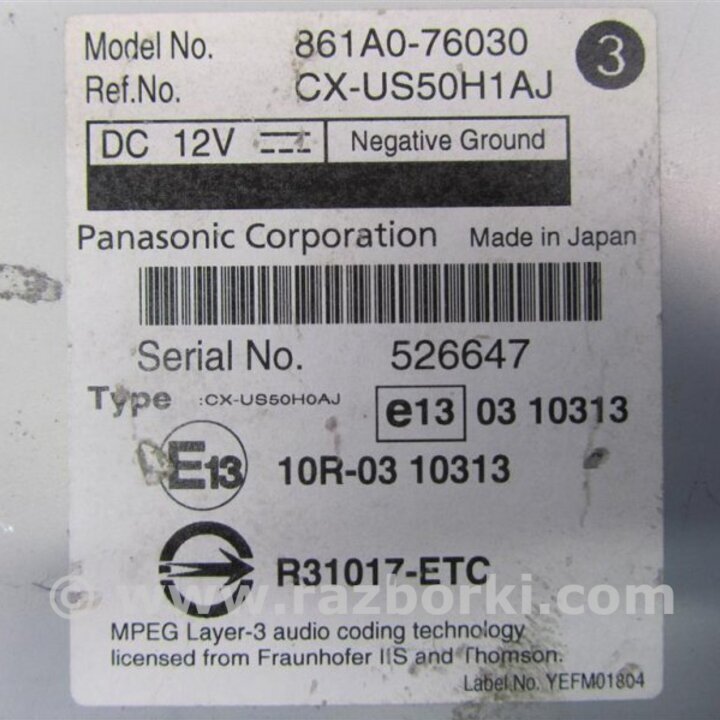 Model No. 861A0-76030 3
Ref.No. CX-US50H1AJ
DC 12V Negative Ground
Panasonic Corporation Made in Japan
Serial No. 526647
Type :CX-US50H0AJ e13 03 10313
E13 10R-03 10313
R31017-ETC
© www.razborki.com
MPEG Layer-3 audio coding technology
licensed from Fraunhofer IIS and Thomson.
Label No. YEFM01804